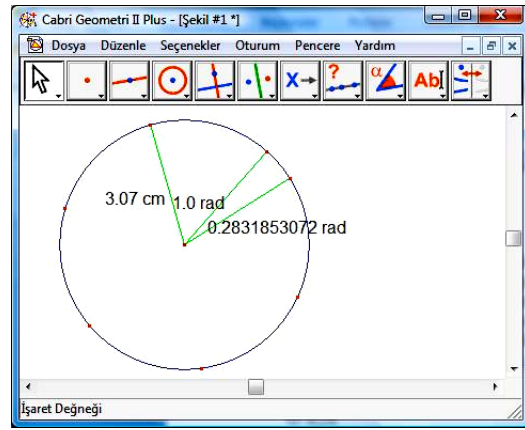 Cabri Geometri II Plus - [Şekil #1 *]
Dosya Düzenle Seçenekler Oturum Pencere Yardım
X→ ? α Ab
3.07 cm 1.0 rad
0.2831853072 rad
İşaret Değneği